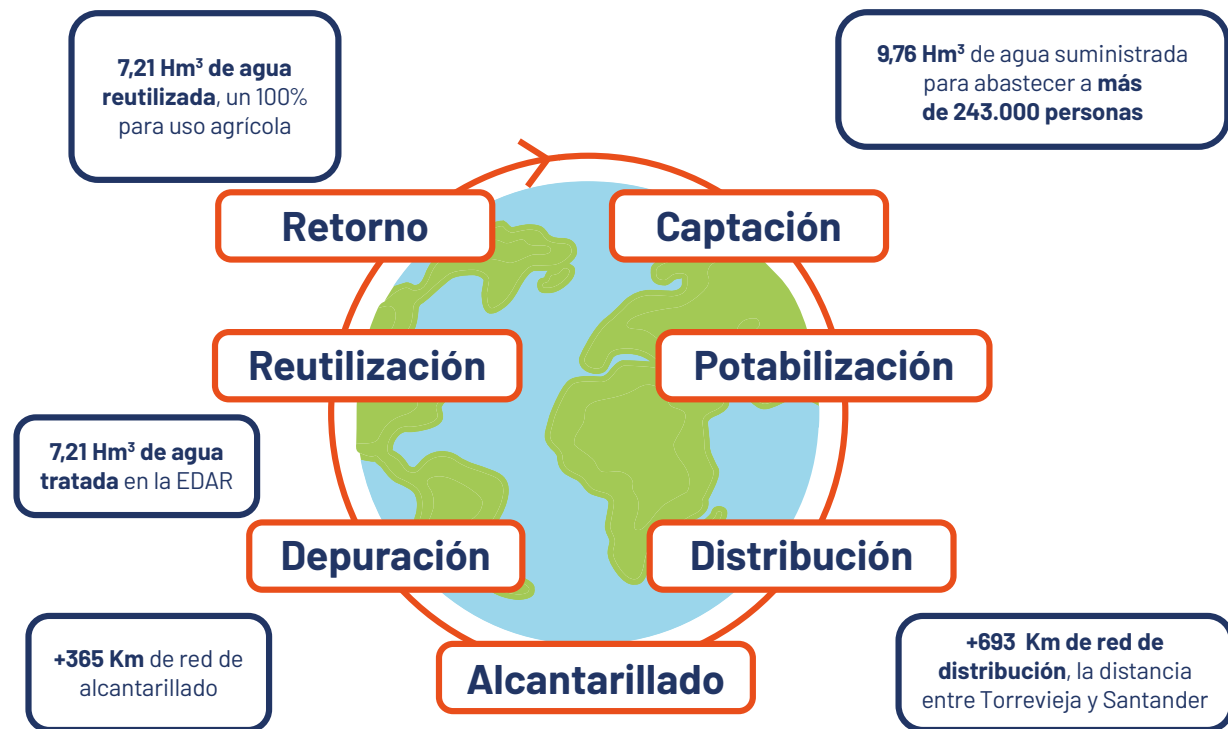 7,21 Hm³ de agua
reutilizada, un 100%
para uso agrícola
9,76 Hm³ de agua suministrada
para abastecer a más
de 243.000 personas
Retorno
Captación
Reutilización
Potabilización
7,21 Hm³ de agua
tratada en la EDAR
Depuración
Distribución
+365 Km de red de
alcantarillado
Alcantarillado
+693 Km de red de
distribución, la distancia
entre Torrevieja y Santander